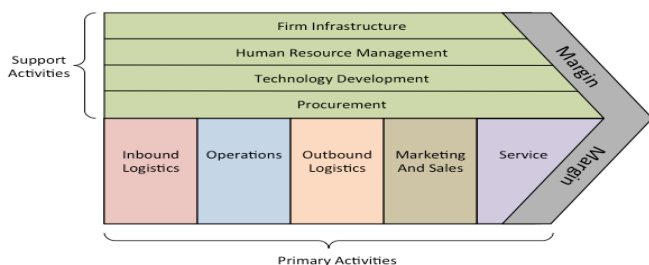 Firm Infrastructure
Support
Activities
Human Resource Management
Technology Development
Procurement
Margin
Margin
Inbound
Logistics
Operations
Outbound
Logistics
Marketing
And Sales
Service
Primary Activities